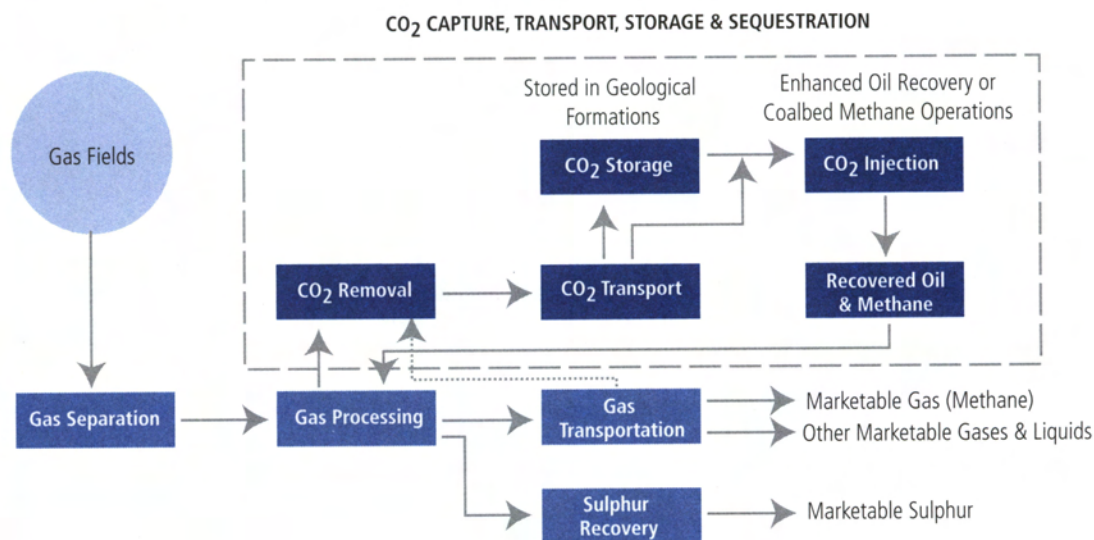 CO2 CAPTURE, TRANSPORT, STORAGE & SEQUESTRATION
Gas Fields
Stored in Geological
Formations
Enhanced Oil Recovery or
Coalbed Methane Operations
CO2 Storage
CO2 Injection
CO2 Removal
CO2 Transport
Recovered Oil
& Methane
Gas Separation
Gas Processing
Gas
Transportation
Marketable Gas (Methane)
Other Marketable Gases & Liquids
Sulphur
Recovery
Marketable Sulphur